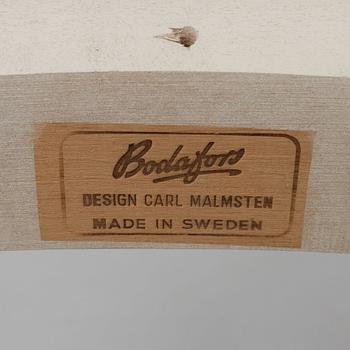 Bodafors
DESIGN CARL MALMSTEN
MADE IN SWEDEN